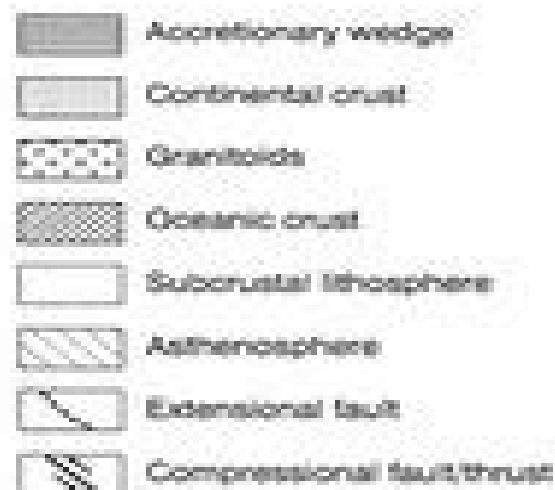 Accretionary wedge
Continental crust
Granitoids
Oceanic crust
Subcrustal lithosphere
Asthenosphere
Extensional fault
Compressional fault/thrust